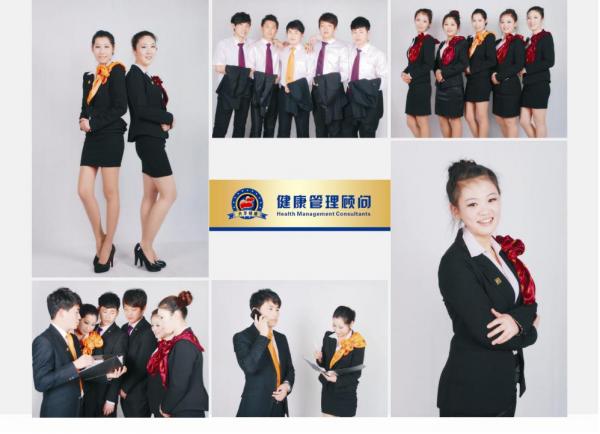 健康管理顾问
Health Management Consultants